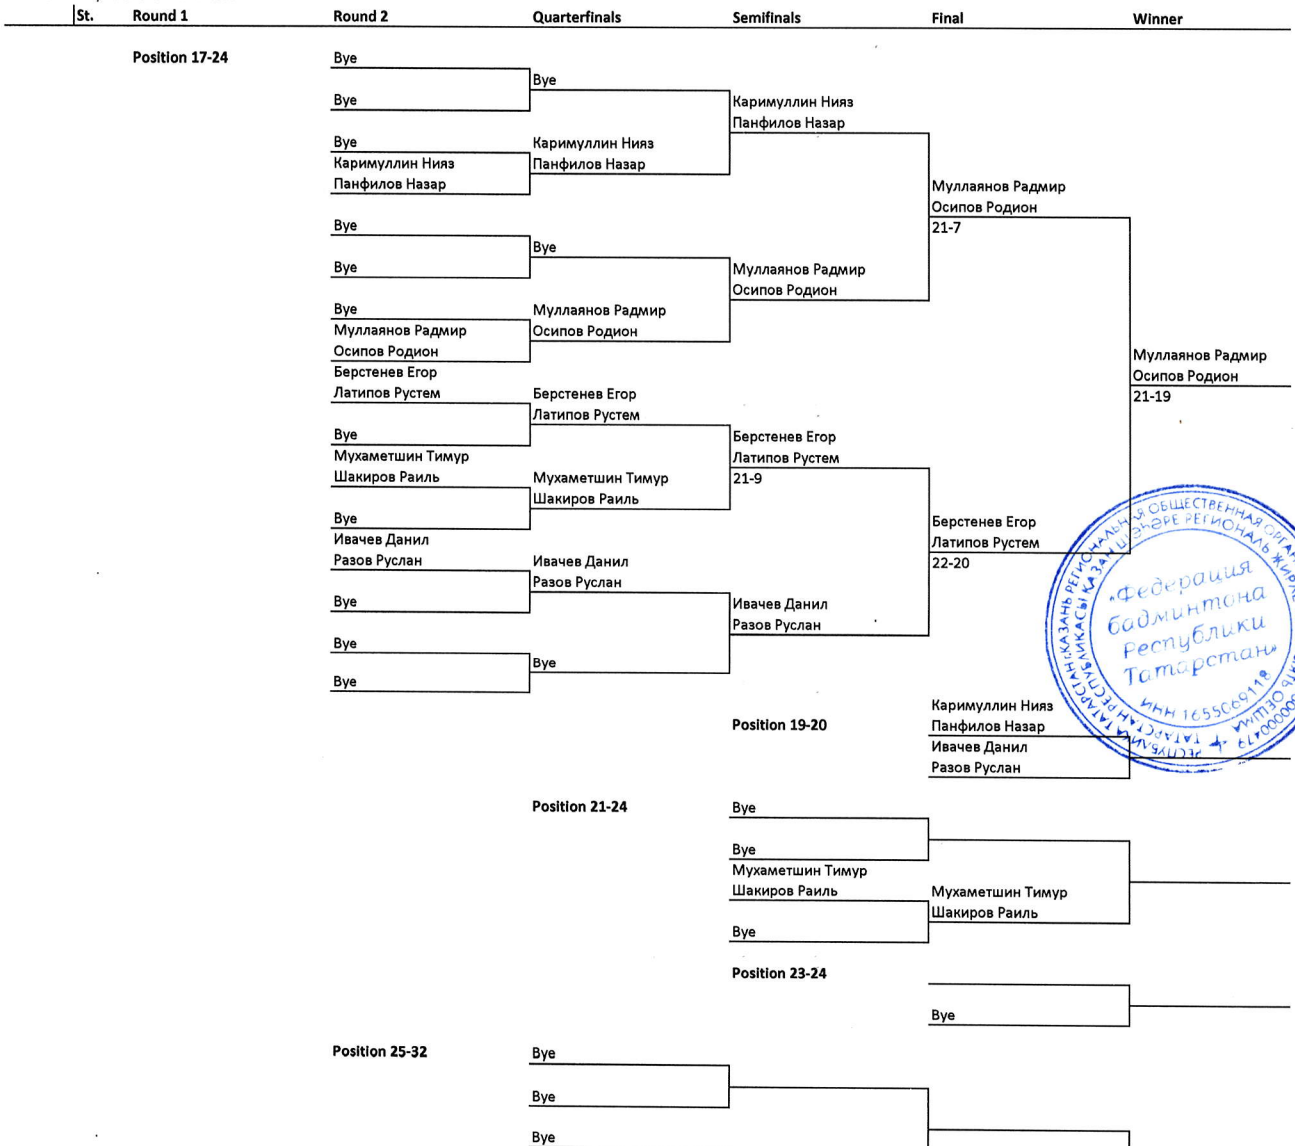 St. Round 1 Round 2 Quarterfinals Semifinals Final Winner
Position 17-24
Bye
Bye
Bye
Bye
Каримуллин Нияз
Панфилов Назар
Каримуллин Нияз
Панфилов Назар
Каримуллин Нияз
Панфилов Назар
Bye
Bye
Bye
Bye
Муллаянов Радмир
Осипов Родион
Муллаянов Радмир
Осипов Родион
Муллаянов Радмир
Осипов Родион
Муллаянов Радмир
Осипов Родион
21-7
Берстенев Егор
Латипов Рустем
Bye
Берстенев Егор
Латипов Рустем
Мухаметшин Тимур
Шакиров Раиль
Bye
Мухаметшин Тимур
Шакиров Раиль
Берстенев Егор
Латипов Рустем
21-9
Ивачев Данил
Разов Руслан
Bye
Ивачев Данил
Разов Руслан
Bye
Bye
Bye
Ивачев Данил
Разов Руслан
Берстенев Егор
Латипов Рустем
22-20
Муллаянов Радмир
Осипов Родион
21-19
«Федерация
бадминтона
Республики
Татарстан»
ИНН 1655069118
Position 19-20
Каримуллин Нияз
Панфилов Назар
Ивачев Данил
Разов Руслан
Position 21-24
Bye
Bye
Мухаметшин Тимур
Шакиров Раиль
Bye
Мухаметшин Тимур
Шакиров Раиль
Position 23-24
Bye
Position 25-32
Bye
Bye
Bye